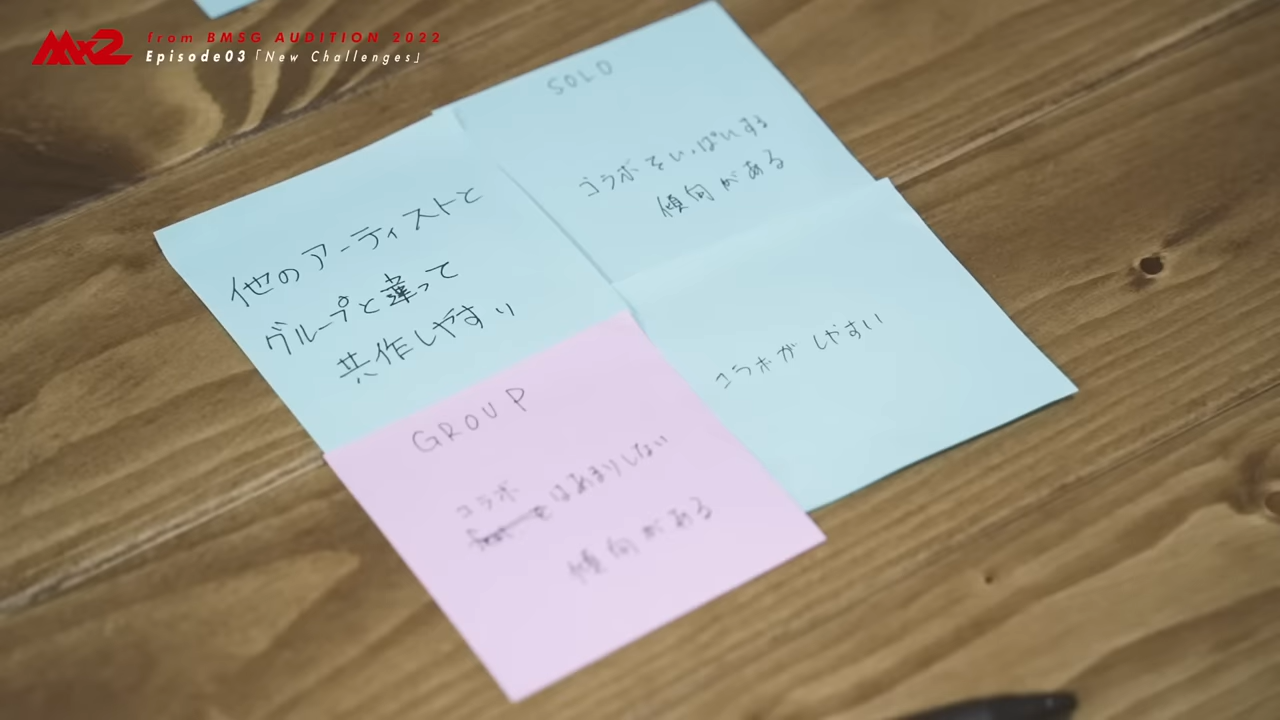 MK2
from BMSG AUDITION 2022
Episode03「New Challenges」
SOLO
コラボをいっぱいする
傾向がある
他のアーティストと
グループと違って
共作しやすい
コラボがしやすい
GROUP
コラボ
はあまりしない
傾向がある